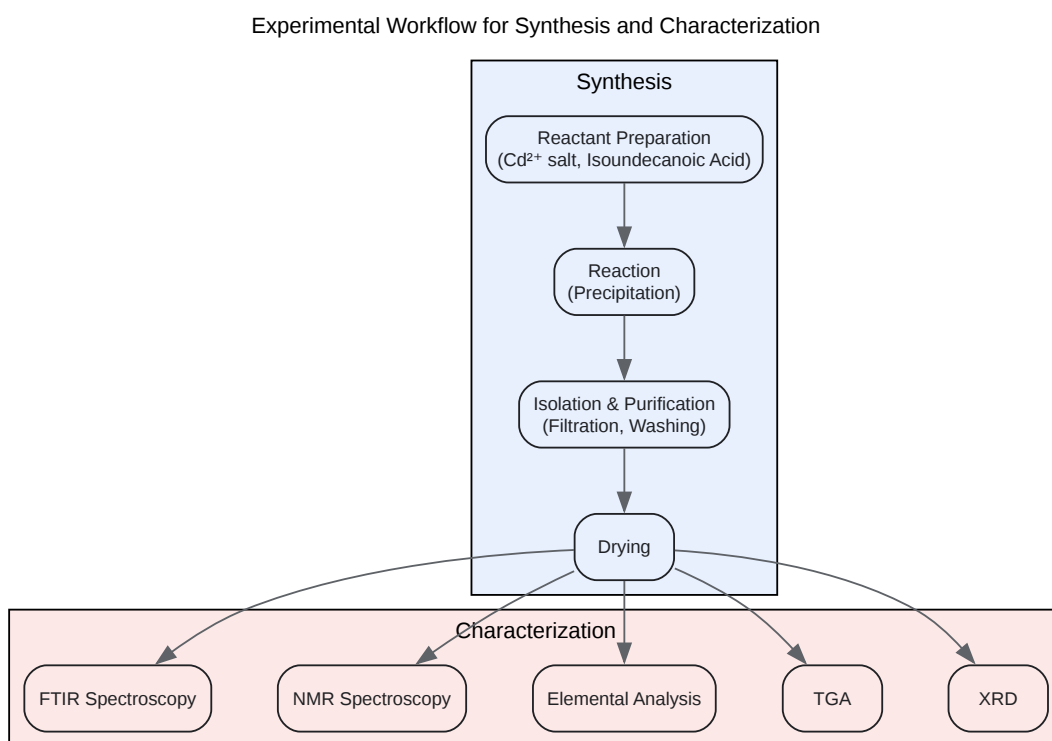 Experimental Workflow for Synthesis and Characterization
Synthesis
Reactant Preparation
(Cd²⁺ salt, Isoundecanoic Acid)
Reaction
(Precipitation)
Isolation & Purification
(Filtration, Washing)
Drying
Characterization
FTIR Spectroscopy
NMR Spectroscopy
Elemental Analysis
TGA
XRD